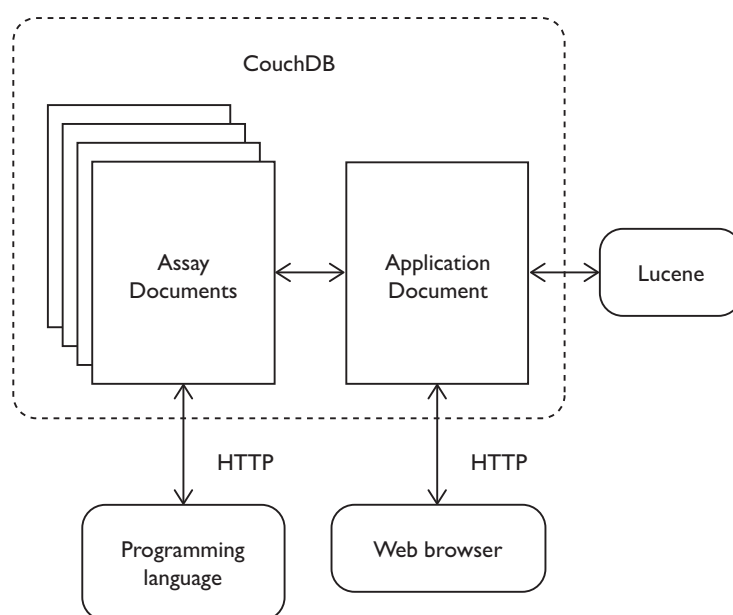 CouchDB
Assay
Documents
Application
Document
Lucene
HTTP
HTTP
Programming
language
Web browser